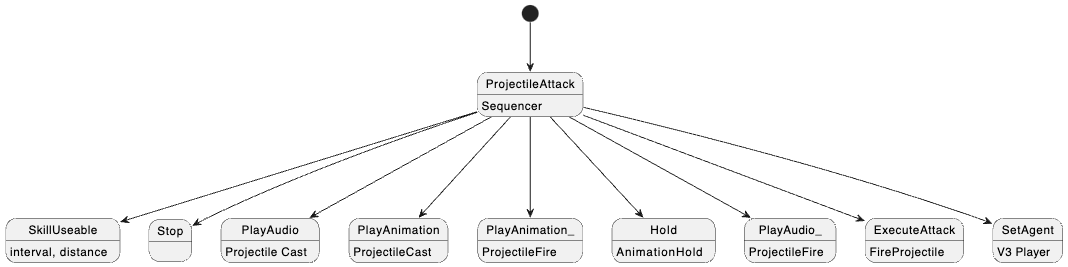 ProjectileAttack
Sequencer
SkillUseable
interval, distance
Stop
PlayAudio
Projectile Cast
PlayAnimation
ProjectileCast
PlayAnimation_
ProjectileFire
Hold
AnimationHold
PlayAudio_
ProjectileFire
ExecuteAttack
FireProjectile
SetAgent
V3 Player